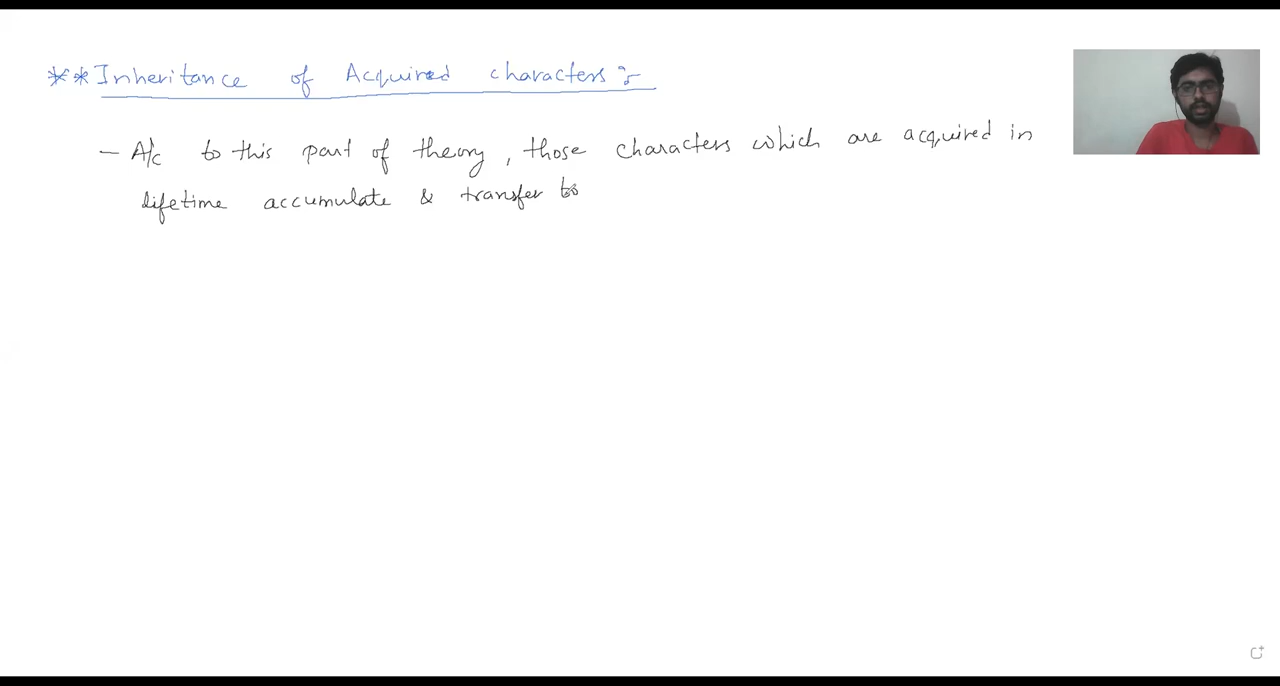 **Inheritance of Acquired characters :-
- A/c to this part of theory, those characters which are acquired in
lifetime accumulate & transfer to